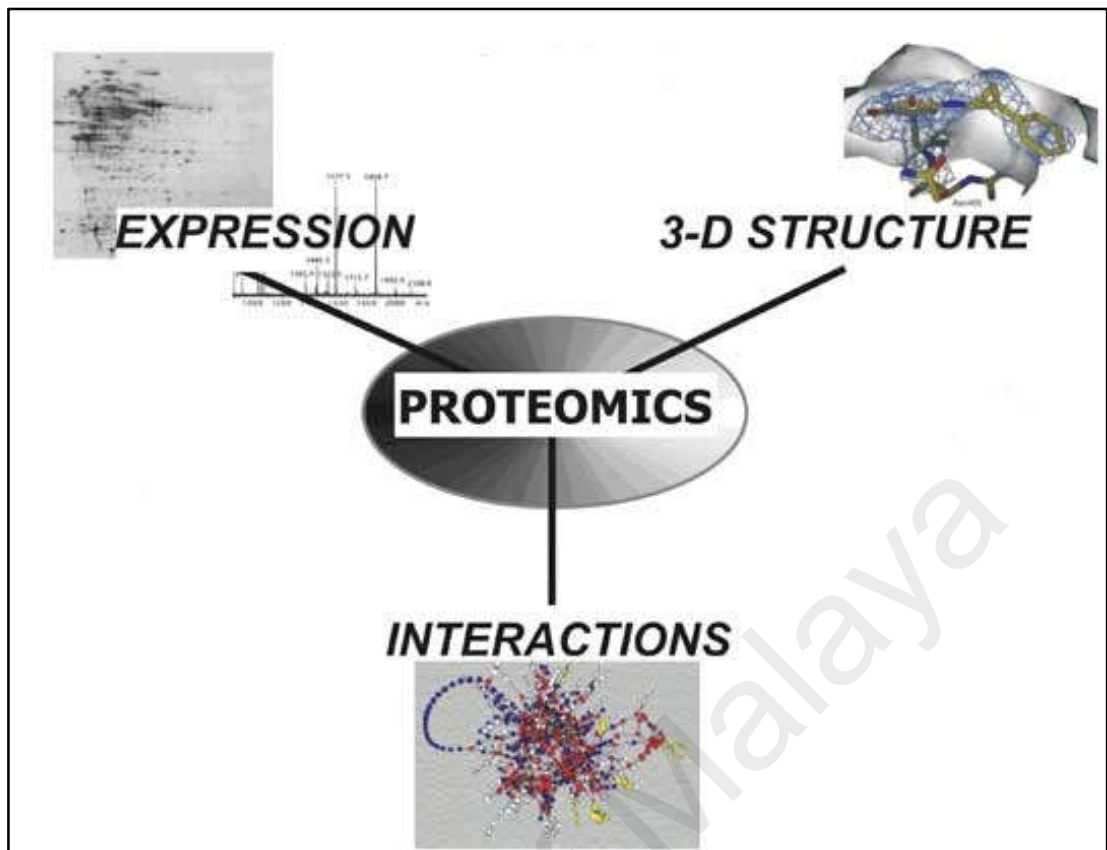 EXPRESSION
3-D STRUCTURE
PROTEOMICS
INTERACTIONS
Malaya